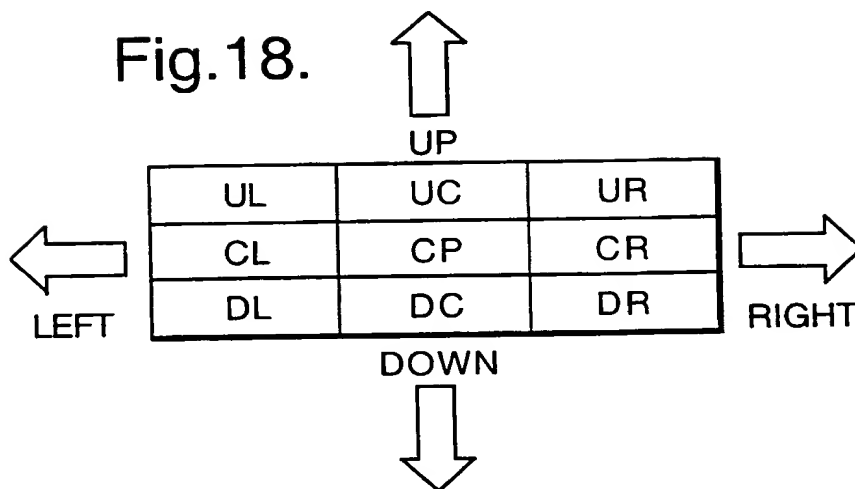 Fig.18.
UP
UL UC UR
CL CP CR
DL DC DR
LEFT RIGHT
DOWN